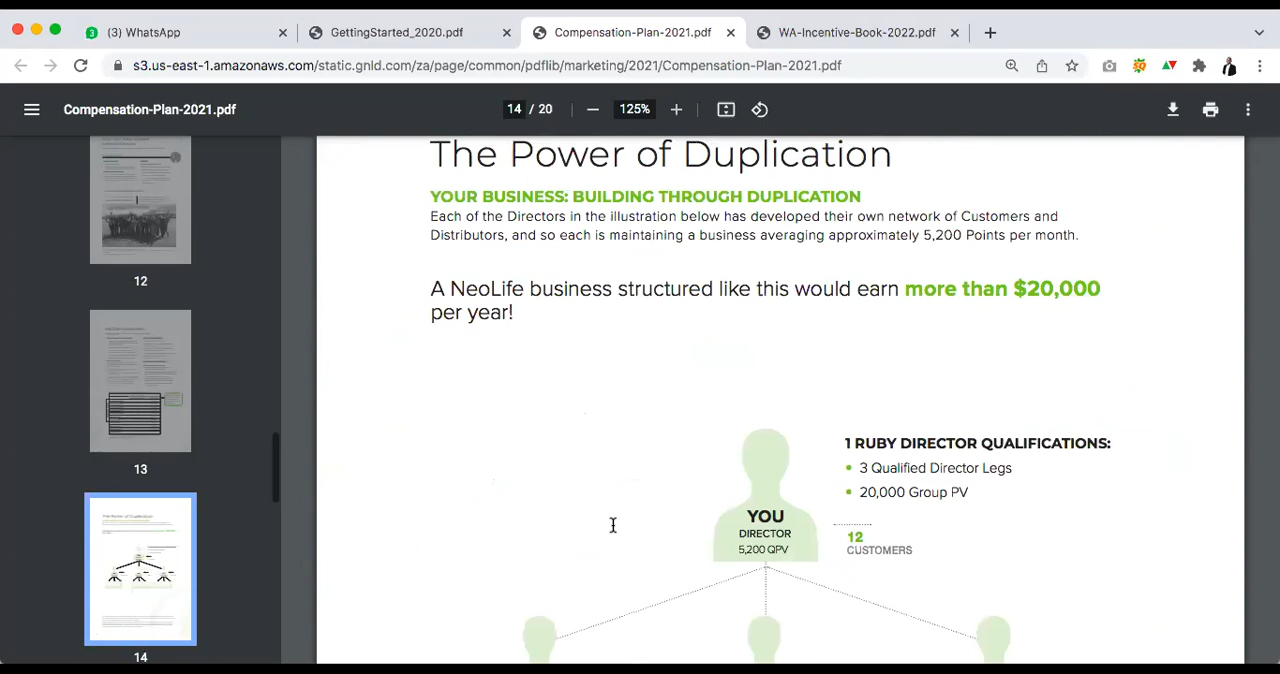 (3) WhatsApp
GettingStarted_2020.pdf
Compensation-Plan-2021.pdf
WA-Incentive-Book-2022.pdf
s3.us-east-1.amazonaws.com/static.gnld.com/za/page/common/pdflib/marketing/2021/Compensation-Plan-2021.pdf
Compensation-Plan-2021.pdf
14 / 20
125%
12
13
14
The Power of Duplication
YOUR BUSINESS: BUILDING THROUGH DUPLICATION
Each of the Directors in the illustration below has developed their own network of Customers and
Distributors, and so each is maintaining a business averaging approximately 5,200 Points per month.
A NeoLife business structured like this would earn more than $20,000
per year!
1 RUBY DIRECTOR QUALIFICATIONS:
• 3 Qualified Director Legs
• 20,000 Group PV
YOU
DIRECTOR
5,200 QPV
12
CUSTOMERS